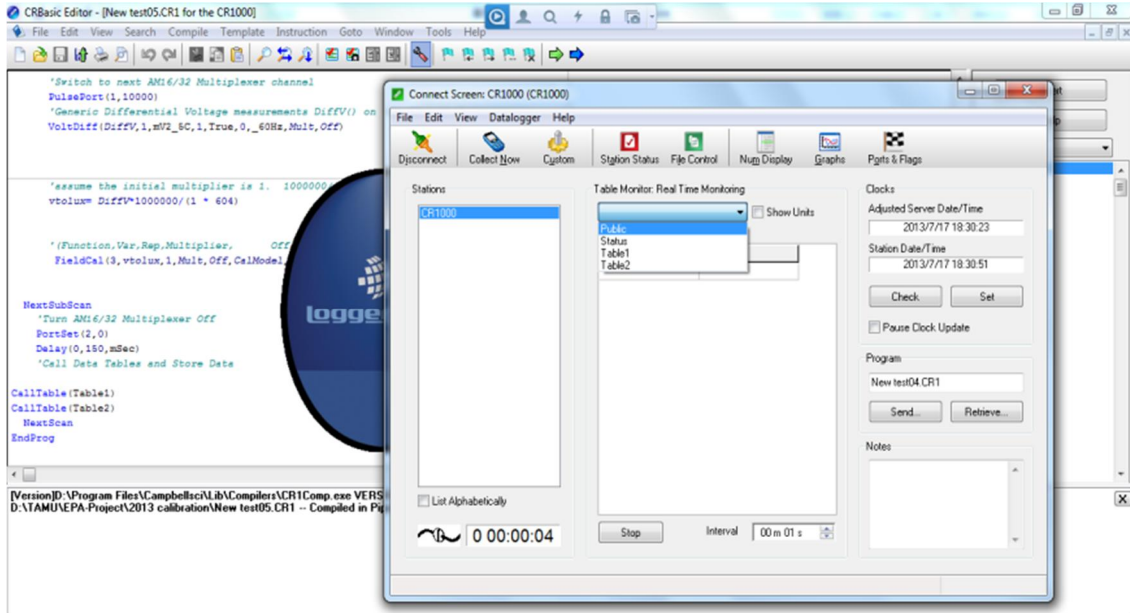 CRBasic Editor - [New test05.CR1 for the CR1000]
File Edit View Search Compile Template Instruction Goto Window Tools Help
'Switch to next AM16/32 Multiplexer channel
PulsePort(1,10000)
'Generic Differential Voltage measurements DiffV() on
VoltDiff(DiffV,1,mV2_5C,1,True,0,_60Hz,Mult,Off)
'assume the initial multiplier is 1. 1000000/
vtolux= DiffV*1000000/(1 * 604)
'(Function,Var,Rep,Multiplier, Off
FieldCal(3,vtolux,1,Mult,Off,CalModel,
NextSubScan
'Turn AM16/32 Multiplexer Off
PortSet(2,0)
Delay(0,150,mSec)
'Call Data Tables and Store Data
CallTable(Table1)
CallTable(Table2)
NextScan
EndProg
Logge
[Version]D:\Program Files\Campbellsci\Lib\Compilers\CR1Comp.exe VERS
D:\TAMU\EPA-Project\2013 calibration\New test05.CR1 -- Compiled in Pip
Connect Screen: CR1000 (CR1000)
File Edit View Datalogger Help
Disconnect Collect Now Custom Station Status File Control Num Display Graphs Ports & Flags
Stations
CR1000
List Alphabetically
0 00:00:04
Table Monitor: Real Time Monitoring
Show Units
Public
Status
Table1
Table2
Stop Interval 00 m 01 s
Clocks
Adjusted Server Date/Time
2013/7/17 18:30:23
Station Date/Time
2013/7/17 18:30:51
Check Set
Pause Clock Update
Program
New test04.CR1
Send... Retrieve...
Notes